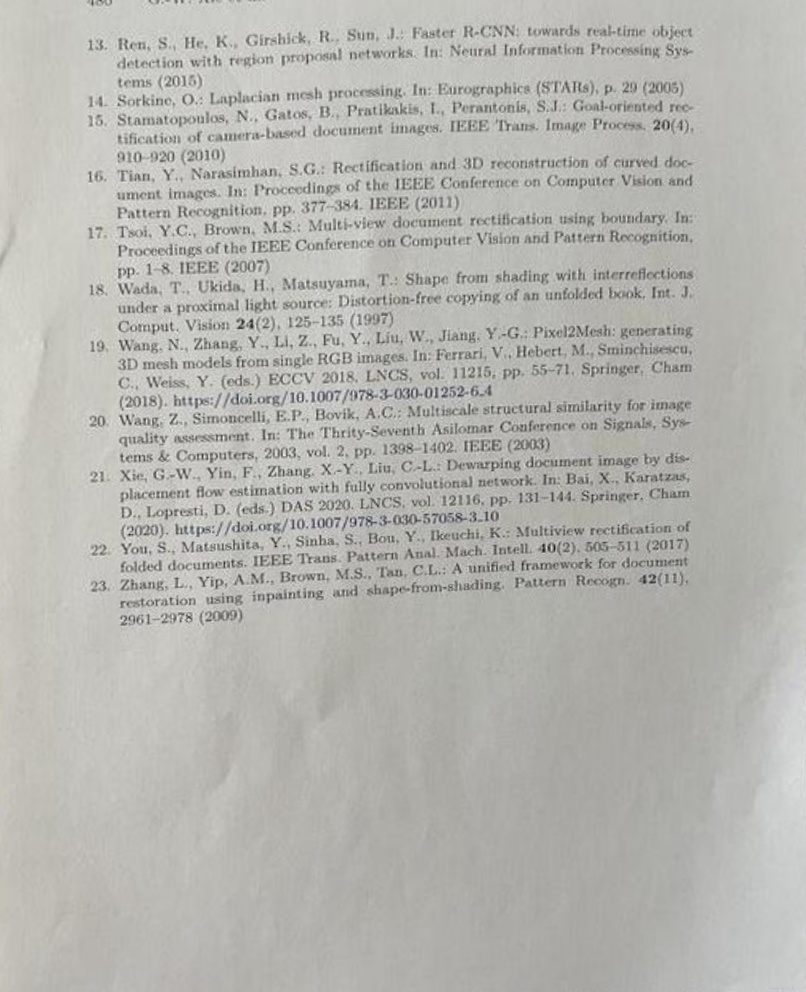 13. Ren, S., He, K., Girshick, R., Sun, J.: Faster R-CNN: towards real-time object
detection with region proposal networks. In: Neural Information Processing Sys-
tems (2015)
14. Sorkine, O.: Laplacian mesh processing. In: Eurographics (STARs), p. 29 (2005)
15. Stamatopoulos, N., Gatos, B., Pratikakis, I., Perantonis, S.J.: Goal-oriented rec-
tification of camera-based document images. IEEE Trans. Image Process. 20(4),
910–920 (2010)
16. Tian, Y., Narasimhan, S.G.: Rectification and 3D reconstruction of curved doc-
ument images. In: Proceedings of the IEEE Conference on Computer Vision and
Pattern Recognition, pp. 377–384. IEEE (2011)
17. Tsoi, Y.C., Brown, M.S.: Multi-view document rectification using boundary. In:
Proceedings of the IEEE Conference on Computer Vision and Pattern Recognition,
pp. 1–8. IEEE (2007)
18. Wada, T., Ukida, H., Matsuyama, T.: Shape from shading with interreflections
under a proximal light source: Distortion-free copying of an unfolded book. Int. J.
Comput. Vision 24(2), 125–135 (1997)
19. Wang, N., Zhang, Y., Li, Z., Fu, Y., Liu, W., Jiang, Y.-G.: Pixel2Mesh: generating
3D mesh models from single RGB images. In: Ferrari, V., Hebert, M., Sminchisescu,
C., Weiss, Y. (eds.) ECCV 2018. LNCS, vol. 11215, pp. 55–71. Springer, Cham
(2018). https://doi.org/10.1007/978-3-030-01252-6_4
20. Wang, Z., Simoncelli, E.P., Bovik, A.C.: Multiscale structural similarity for image
quality assessment. In: The Thrity-Seventh Asilomar Conference on Signals, Sys-
tems & Computers, 2003, vol. 2, pp. 1398–1402. IEEE (2003)
21. Xie, G.-W., Yin, F., Zhang, X.-Y., Liu, C.-L.: Dewarping document image by dis-
placement flow estimation with fully convolutional network. In: Bai, X., Karatzas,
D., Lopresti, D. (eds.) DAS 2020. LNCS, vol. 12116, pp. 131–144. Springer, Cham
(2020). https://doi.org/10.1007/978-3-030-57058-3_10
22. You, S., Matsushita, Y., Sinha, S., Bou, Y., Ikeuchi, K.: Multiview rectification of
folded documents. IEEE Trans. Pattern Anal. Mach. Intell. 40(2), 505–511 (2017)
23. Zhang, L., Yip, A.M., Brown, M.S., Tan, C.L.: A unified framework for document
restoration using inpainting and shape-from-shading. Pattern Recogn. 42(11),
2961–2978 (2009)